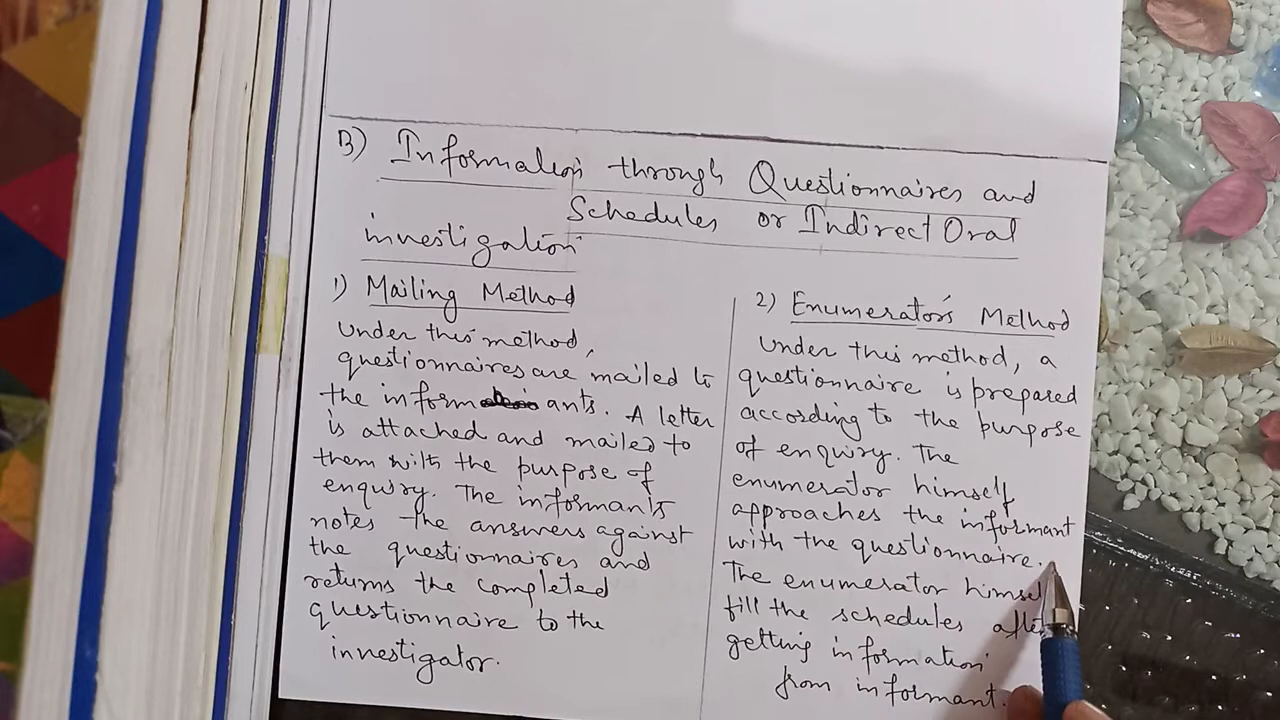 B) Information through Questionnaires and
Schedules or Indirect Oral
investigation
1) Mailing Method
Under this method,
questionnaires are mailed to
the informants. A letter
is attached and mailed to
them with the purpose of
enquiry. The informants
notes the answers against
the questionnaires and
returns the completed
questionnaire to the
investigator.
2) Enumerator's Method
Under this method, a
questionnaire is prepared
according to the purpose
of enquiry. The
enumerator himself
approaches the informant
with the questionnaire.
The enumerator himsel
fill the schedules afte
getting information
from informant.